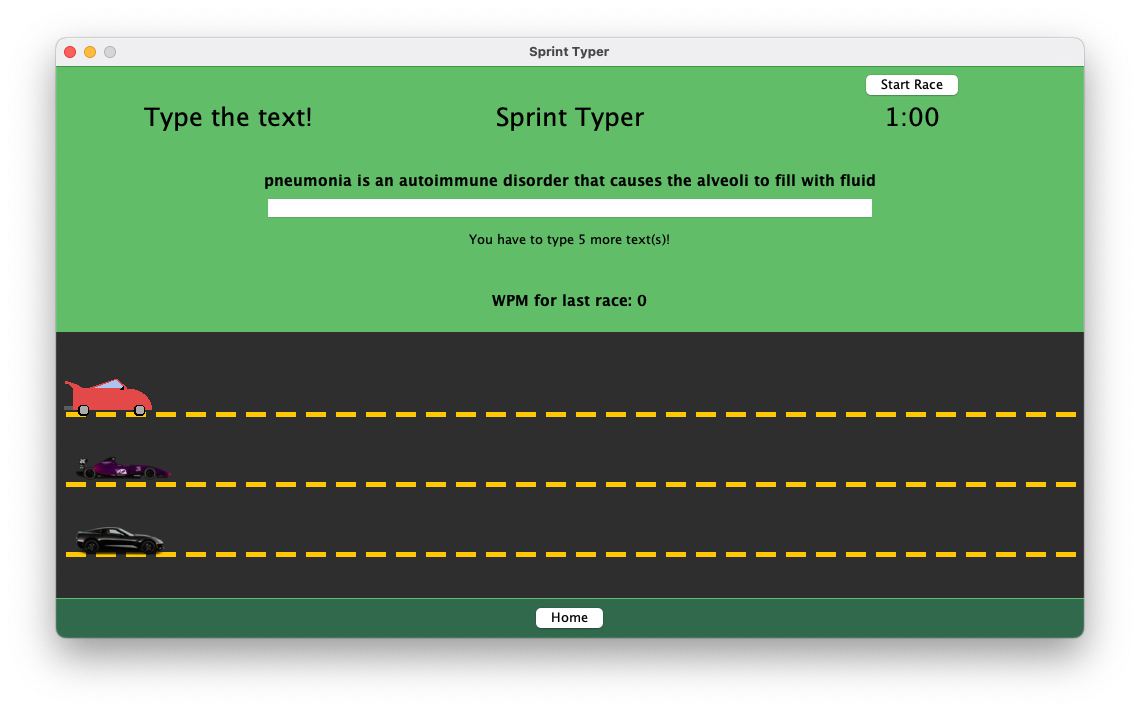 Sprint Typer
Start Race
Type the text!
Sprint Typer
1:00
pneumonia is an autoimmune disorder that causes the alveoli to fill with fluid
You have to type 5 more text(s)!
WPM for last race: 0
Home